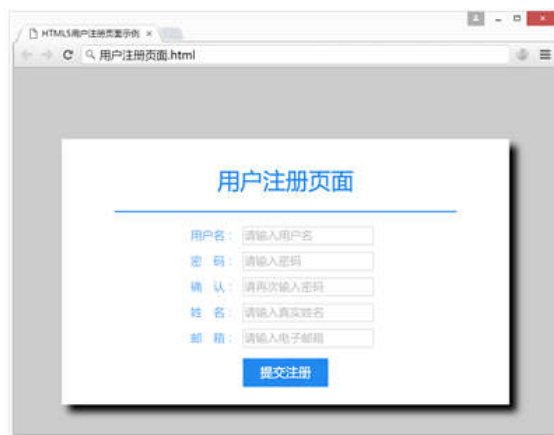 HTML5用户注册页面示例
用户注册页面.html
用户注册页面
用户名： 请输入用户名
密 码： 请输入密码
确 认： 请再次输入密码
姓 名： 请输入真实姓名
邮 箱： 请输入电子邮箱
提交注册